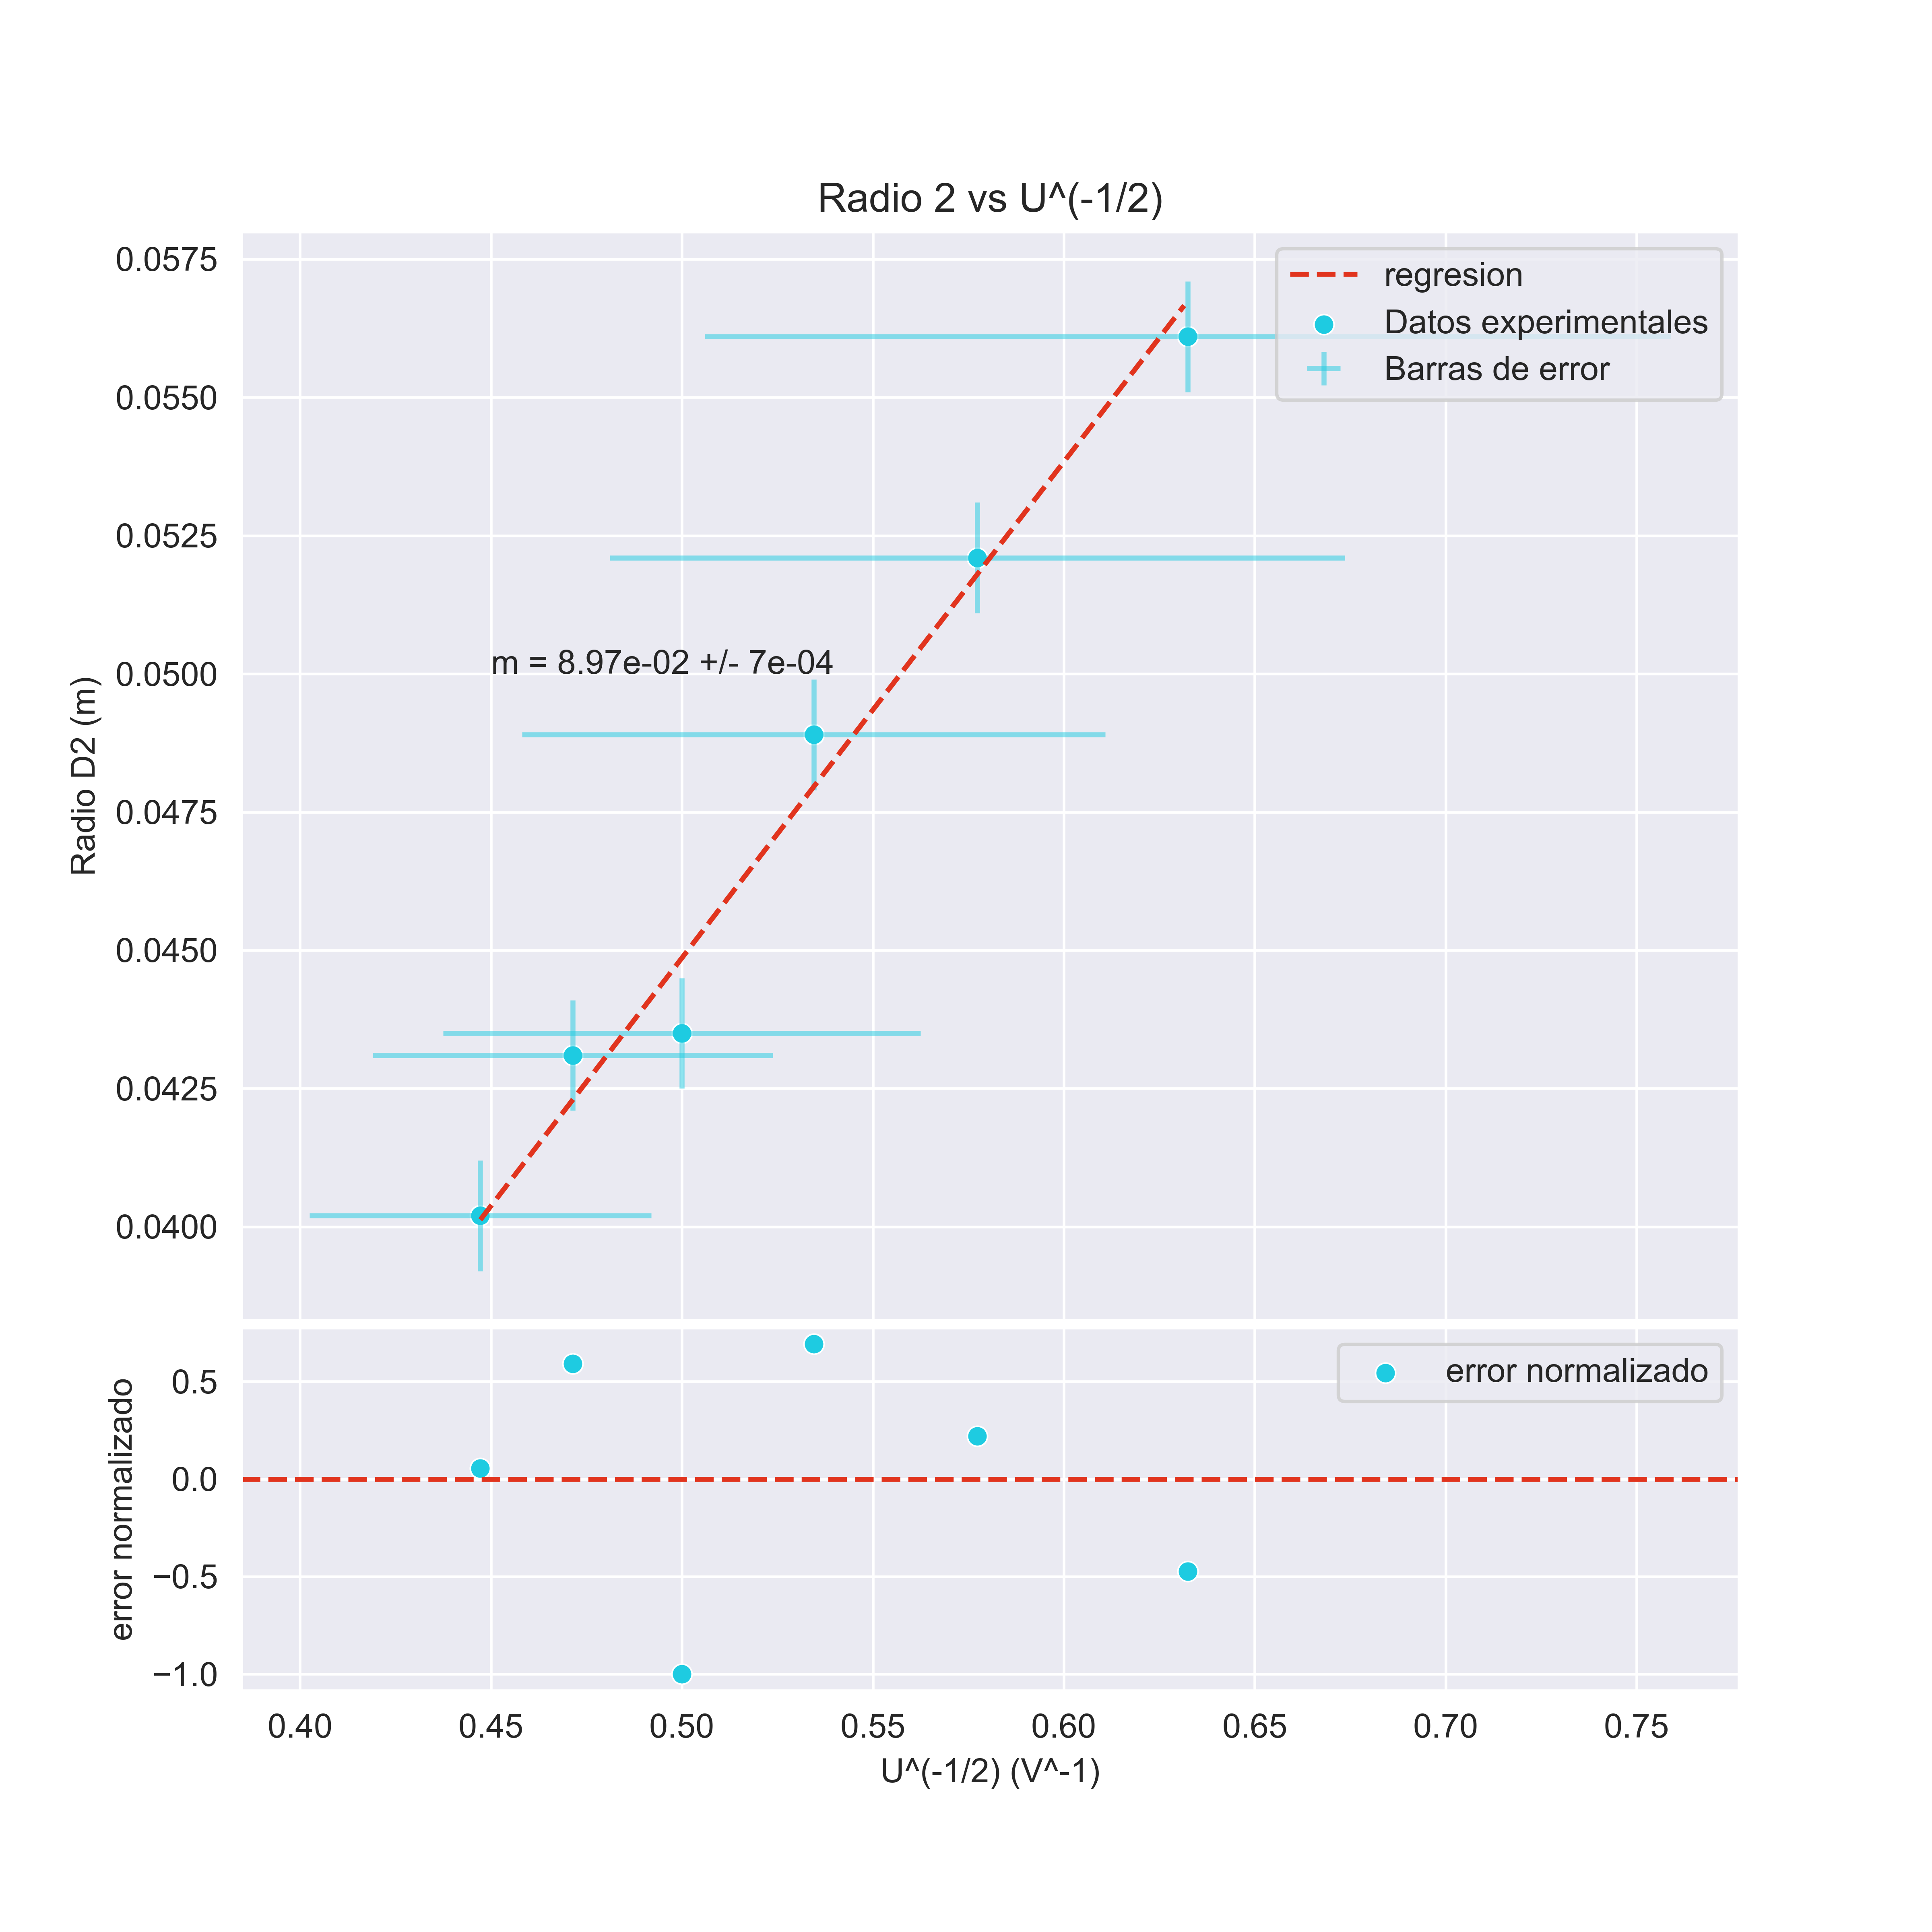 Radio 2 vs U^(-1/2)
0.0575
0.0550
0.0525
0.0500
0.0475
0.0450
0.0425
0.0400
Radio D2 (m)
regresion
Datos experimentales
Barras de error
m = 8.97e-02 +/- 7e-04
0.5
0.0
−0.5
−1.0
error normalizado
error normalizado
0.40 0.45 0.50 0.55 0.60 0.65 0.70 0.75
U^(-1/2) (V^-1)